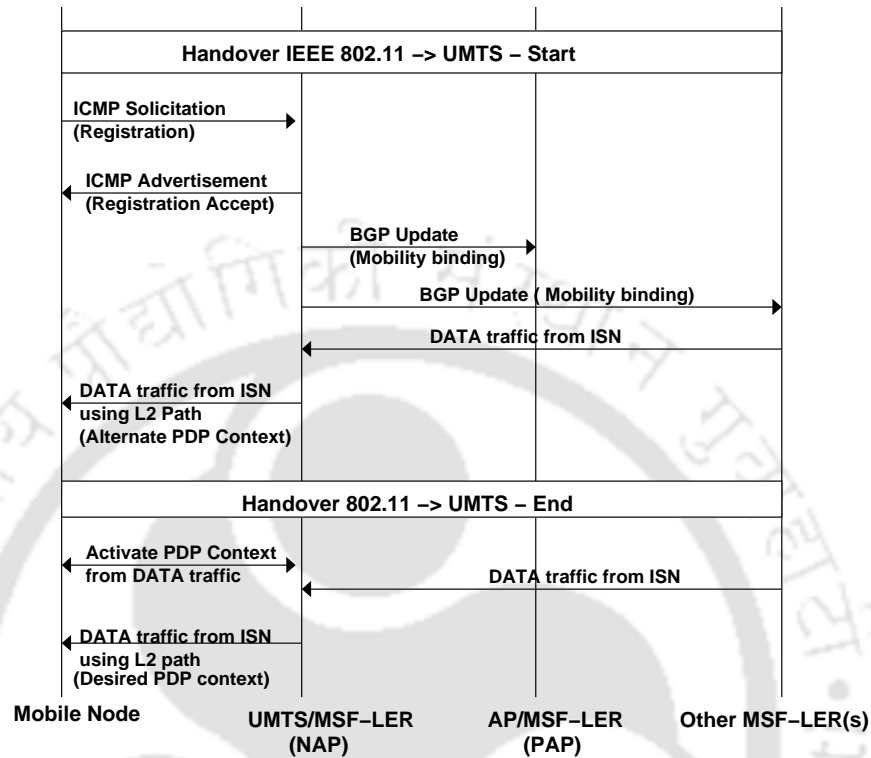 Handover IEEE 802.11 −> UMTS − Start
ICMP Solicitation
(Registration)
ICMP Advertisement
(Registration Accept)
BGP Update
(Mobility binding)
BGP Update ( Mobility binding)
DATA traffic from ISN
DATA traffic from ISN
using L2 Path
(Alternate PDP Context)
Handover 802.11 −> UMTS − End
Activate PDP Context
from DATA traffic
DATA traffic from ISN
DATA traffic from ISN
using L2 path
(Desired PDP context)
Mobile Node
UMTS/MSF−LER
(NAP)
AP/MSF−LER
(PAP)
Other MSF−LER(s)